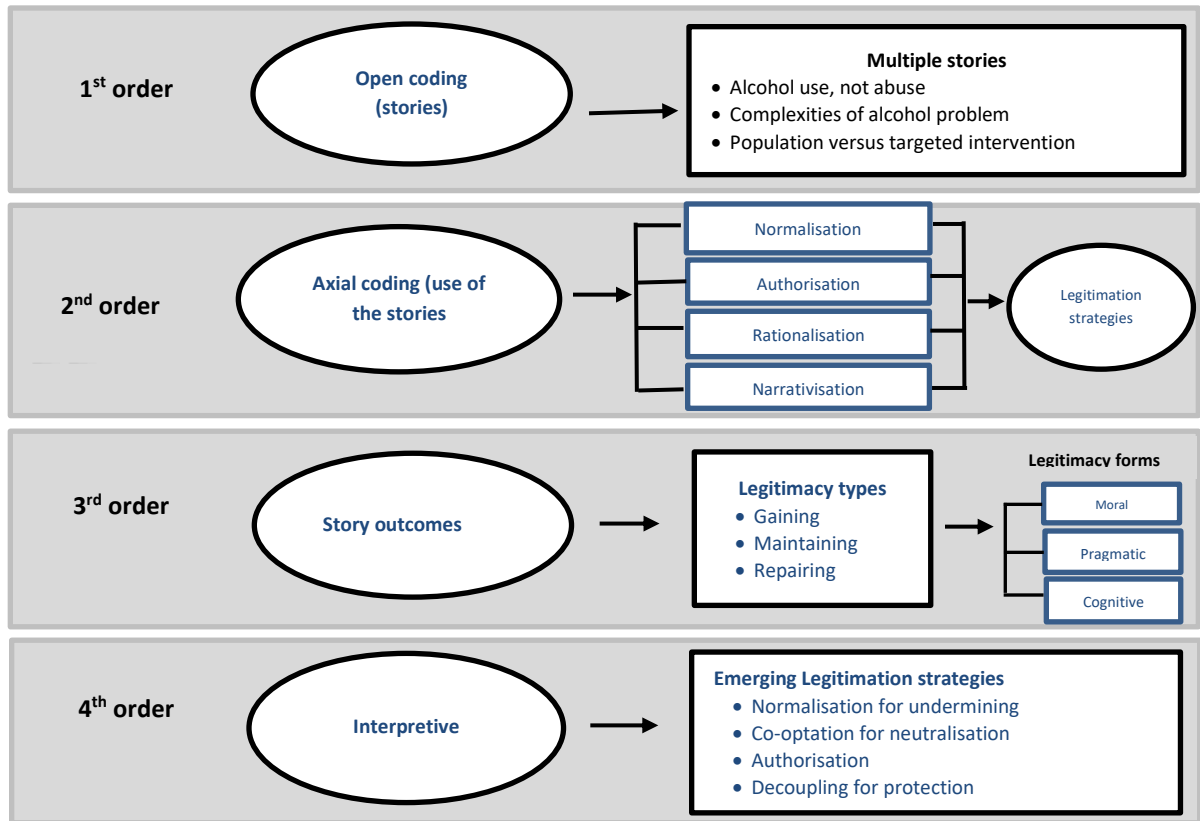 1st order
Open coding
(stories)
Multiple stories
• Alcohol use, not abuse
• Complexities of alcohol problem
• Population versus targeted intervention
2nd order
Axial coding (use of
the stories
Normalisation
Authorisation
Rationalisation
Narrativisation
Legitimation
strategies
3rd order
Story outcomes
Legitimacy types
• Gaining
• Maintaining
• Repairing
Legitimacy forms
Moral
Pragmatic
Cognitive
4th order
Interpretive
Emerging Legitimation strategies
• Normalisation for undermining
• Co-optation for neutralisation
• Authorisation
• Decoupling for protection